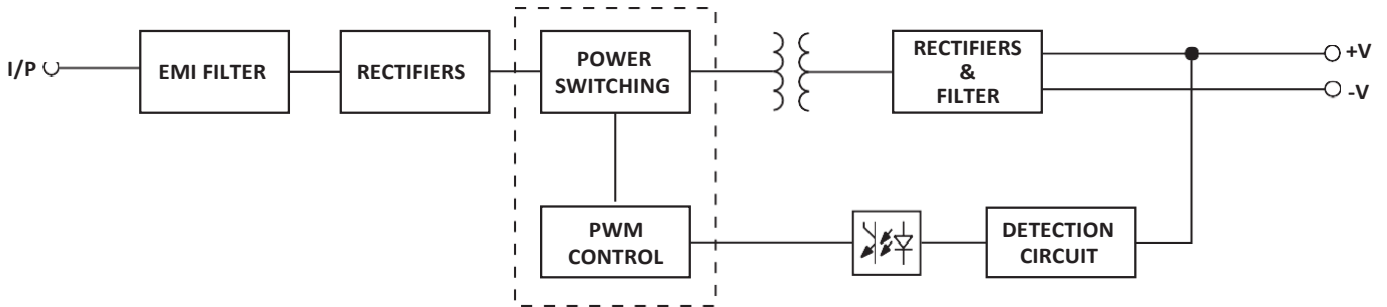 I/P
EMI FILTER
RECTIFIERS
POWER
SWITCHING
RECTIFIERS
&
FILTER
+V
-V
PWM
CONTROL
DETECTION
CIRCUIT